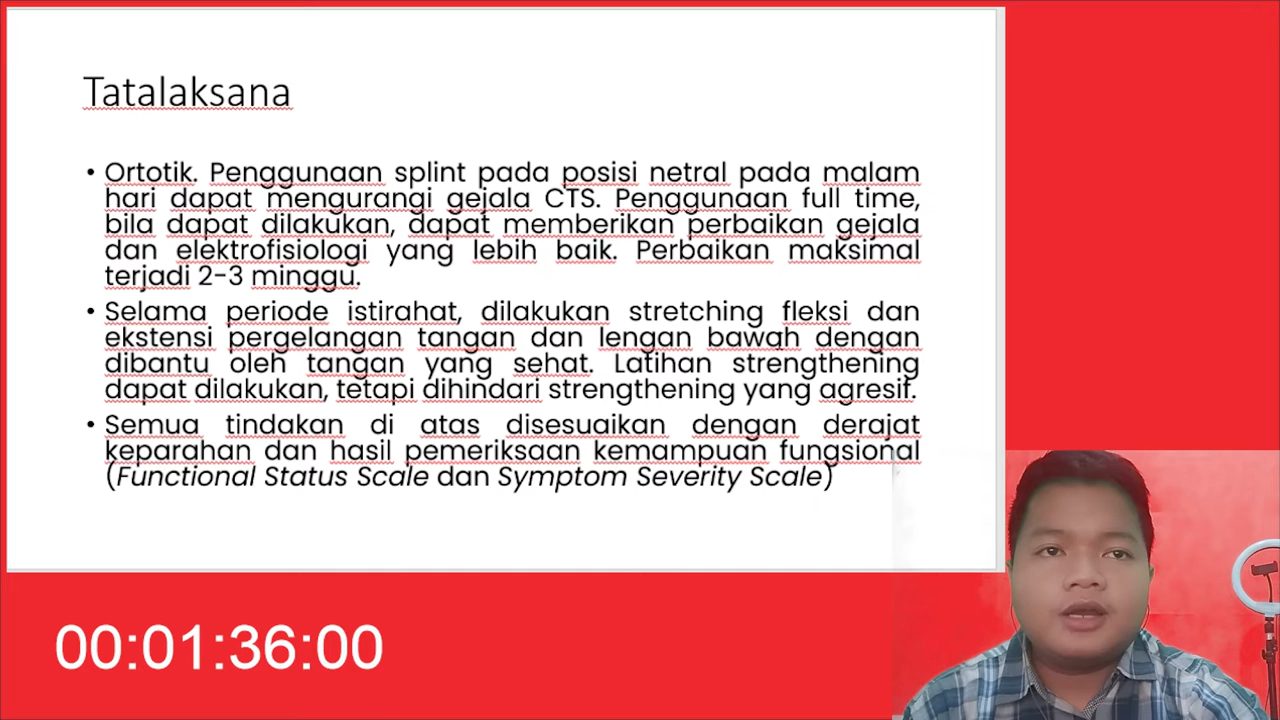 Tatalaksana
• Ortotik. Penggunaan splint pada posisi netral pada malam
hari dapat mengurangi gejala CTS. Penggunaan full time,
bila dapat dilakukan, dapat memberikan perbaikan gejala
dan elektrofisiologi yang lebih baik. Perbaikan maksimal
terjadi 2-3 minggu.
• Selama periode istirahat, dilakukan stretching fleksi dan
ekstensi pergelangan tangan dan lengan bawah dengan
dibantu oleh tangan yang sehat. Latihan strengthening
dapat dilakukan, tetapi dihindari strengthening yang agresif.
• Semua tindakan di atas disesuaikan dengan derajat
keparahan dan hasil pemeriksaan kemampuan fungsional
(Functional Status Scale dan Symptom Severity Scale)
00:01:36:00